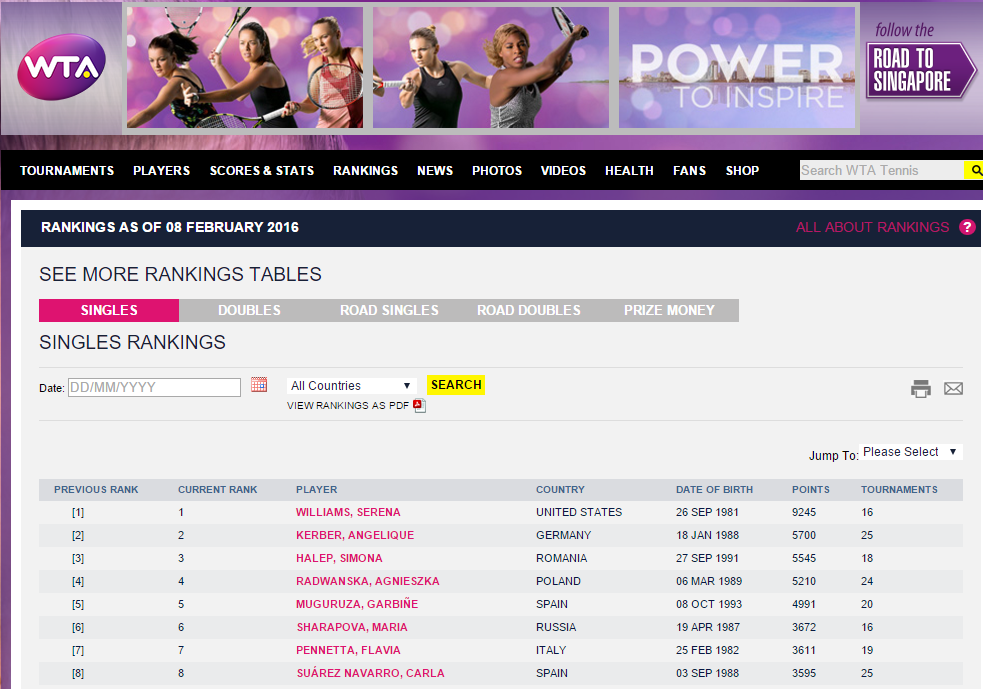 WTA
POWER
TO INSPIRE
follow the
ROAD TO
SINGAPORE
TOURNAMENTS PLAYERS SCORES & STATS RANKINGS NEWS PHOTOS VIDEOS HEALTH FANS SHOP Search WTA Tennis
RANKINGS AS OF 08 FEBRUARY 2016 ALL ABOUT RANKINGS ?
SEE MORE RANKINGS TABLES
SINGLES DOUBLES ROAD SINGLES ROAD DOUBLES PRIZE MONEY
SINGLES RANKINGS
Date: DD/MM/YYYY All Countries SEARCH
VIEW RANKINGS AS PDF
Jump To: Please Select
PREVIOUS RANK CURRENT RANK PLAYER COUNTRY DATE OF BIRTH POINTS TOURNAMENTS
[1] 1 WILLIAMS, SERENA UNITED STATES 26 SEP 1981 9245 16
[2] 2 KERBER, ANGELIQUE GERMANY 18 JAN 1988 5700 25
[3] 3 HALEP, SIMONA ROMANIA 27 SEP 1991 5545 18
[4] 4 RADWANSKA, AGNIESZKA POLAND 06 MAR 1989 5210 24
[5] 5 MUGURUZA, GARBIÑE SPAIN 08 OCT 1993 4991 20
[6] 6 SHARAPOVA, MARIA RUSSIA 19 APR 1987 3672 16
[7] 7 PENNETTA, FLAVIA ITALY 25 FEB 1982 3611 19
[8] 8 SUÁREZ NAVARRO, CARLA SPAIN 03 SEP 1988 3595 25